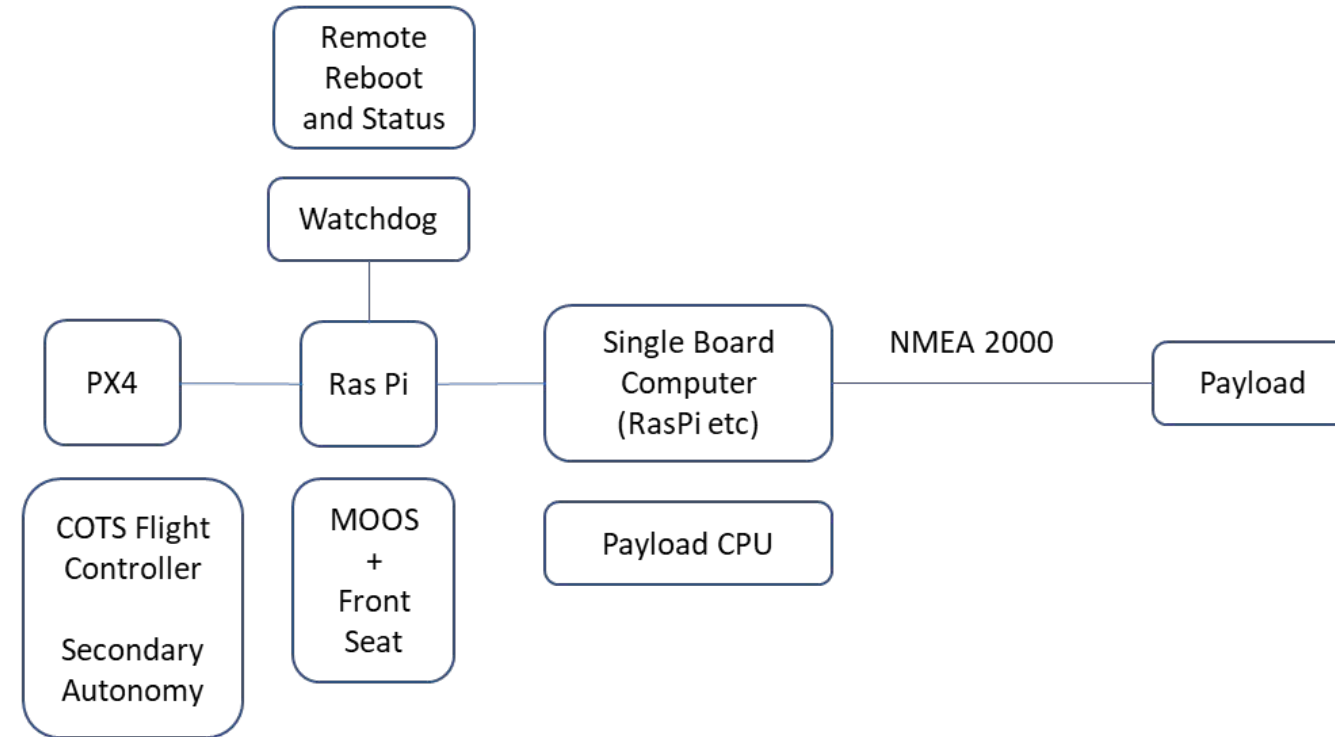 Remote
Reboot
and Status
Watchdog
PX4
Ras Pi
Single Board
Computer
(RasPi etc)
NMEA 2000
Payload
COTS Flight
Controller
Secondary
Autonomy
MOOS
+
Front
Seat
Payload CPU